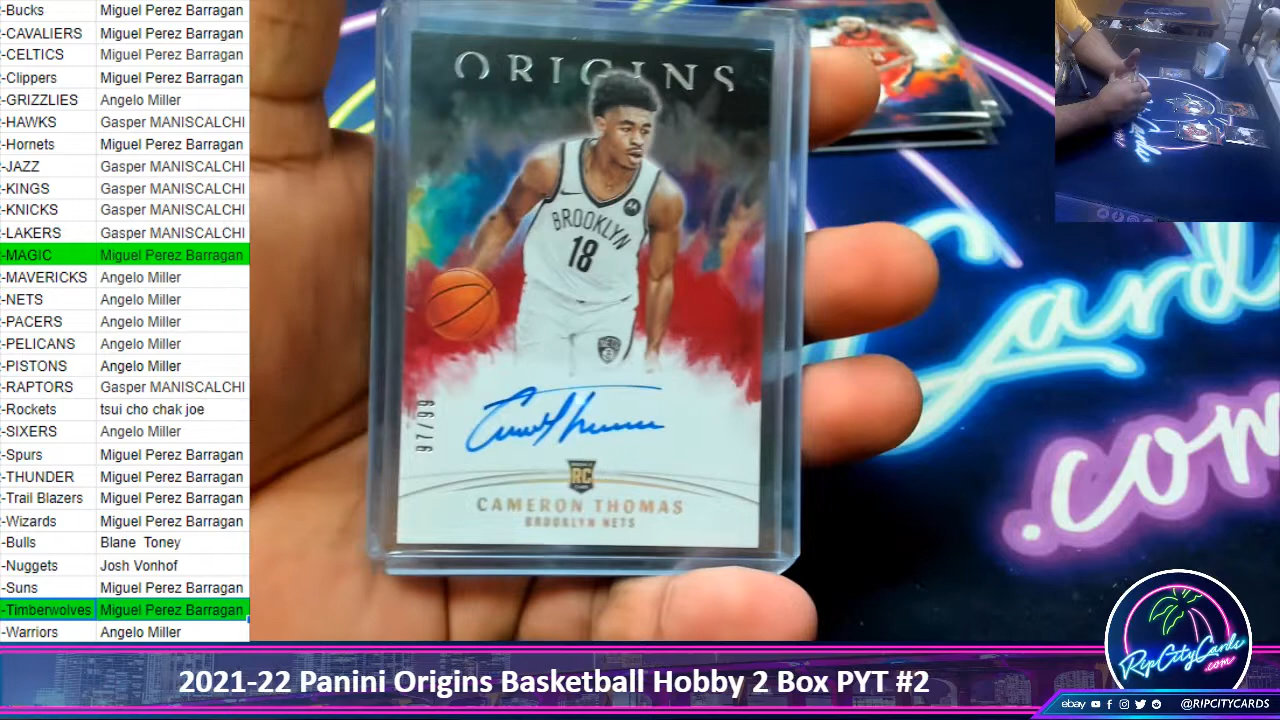 -Bucks Miguel Perez Barragan
-CAVALIERS Miguel Perez Barragan
-CELTICS Miguel Perez Barragan
-Clippers Miguel Perez Barragan
-GRIZZLIES Angelo Miller
-HAWKS Gasper MANISCALCHI
-Hornets Miguel Perez Barragan
-JAZZ Gasper MANISCALCHI
-KINGS Gasper MANISCALCHI
-KNICKS Gasper MANISCALCHI
-LAKERS Gasper MANISCALCHI
-MAGIC Miguel Perez Barragan
-MAVERICKS Angelo Miller
-NETS Angelo Miller
-PACERS Angelo Miller
-PELICANS Angelo Miller
-PISTONS Angelo Miller
-RAPTORS Gasper MANISCALCHI
-Rockets tsui cho chak joe
-SIXERS Angelo Miller
-Spurs Miguel Perez Barragan
-THUNDER Miguel Perez Barragan
-Trail Blazers Miguel Perez Barragan
-Wizards Miguel Perez Barragan
-Bulls Blane Toney
-Nuggets Josh Vonhof
-Suns Miguel Perez Barragan
-Timberwolves Miguel Perez Barragan
-Warriors Angelo Miller
ORIGINS
BROOKLYN
18
NETS
97/99
RC
CAMERON THOMAS
BROOKLYN NETS
Cards
.com
RipCityCards
.com
2021-22 Panini Origins Basketball Hobby 2 Box PYT #2
ebay @RIPCITYCARDS